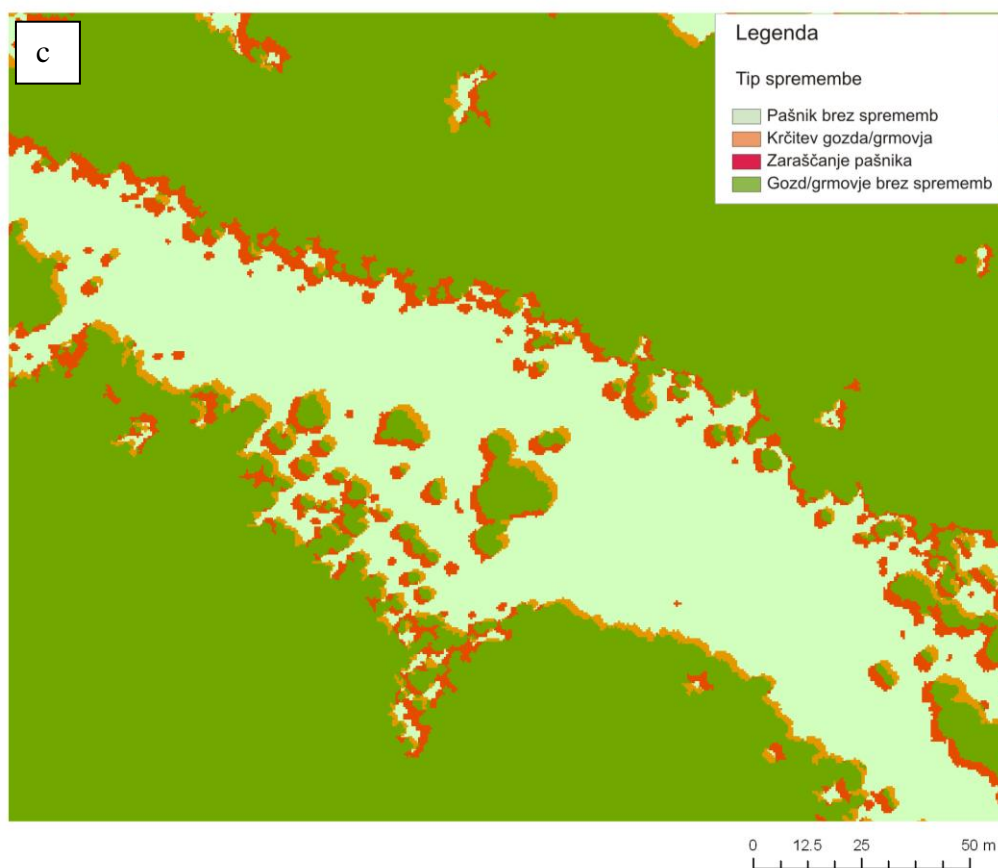 c
Legenda
Tip spremembe
Pašnik brez sprememb
Krčitev gozda/grmovja
Zaraščanje pašnika
Gozd/grmovje brez sprememb
0 12.5 25 50 m